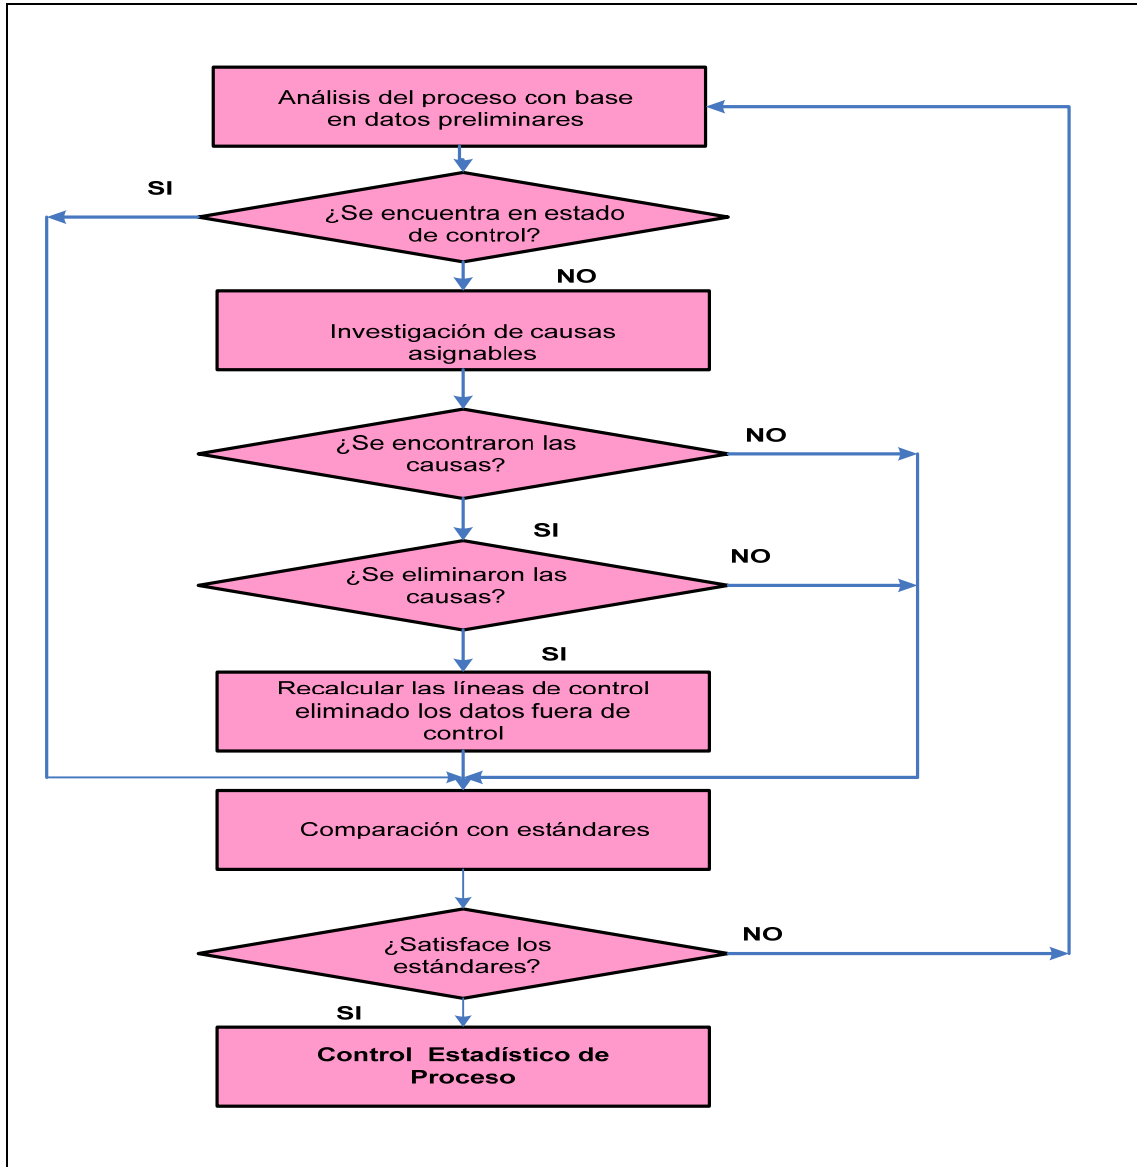 Análisis del proceso con base
en datos preliminares
SI
¿Se encuentra en estado
de control?
NO
Investigación de causas
asignables
¿Se encontraron las
causas?
NO
SI
¿Se eliminaron las
causas?
NO
SI
Recalcular las líneas de control
eliminado los datos fuera de
control
Comparación con estándares
¿Satisface los
estándares?
NO
SI
Control Estadístico de
Proceso